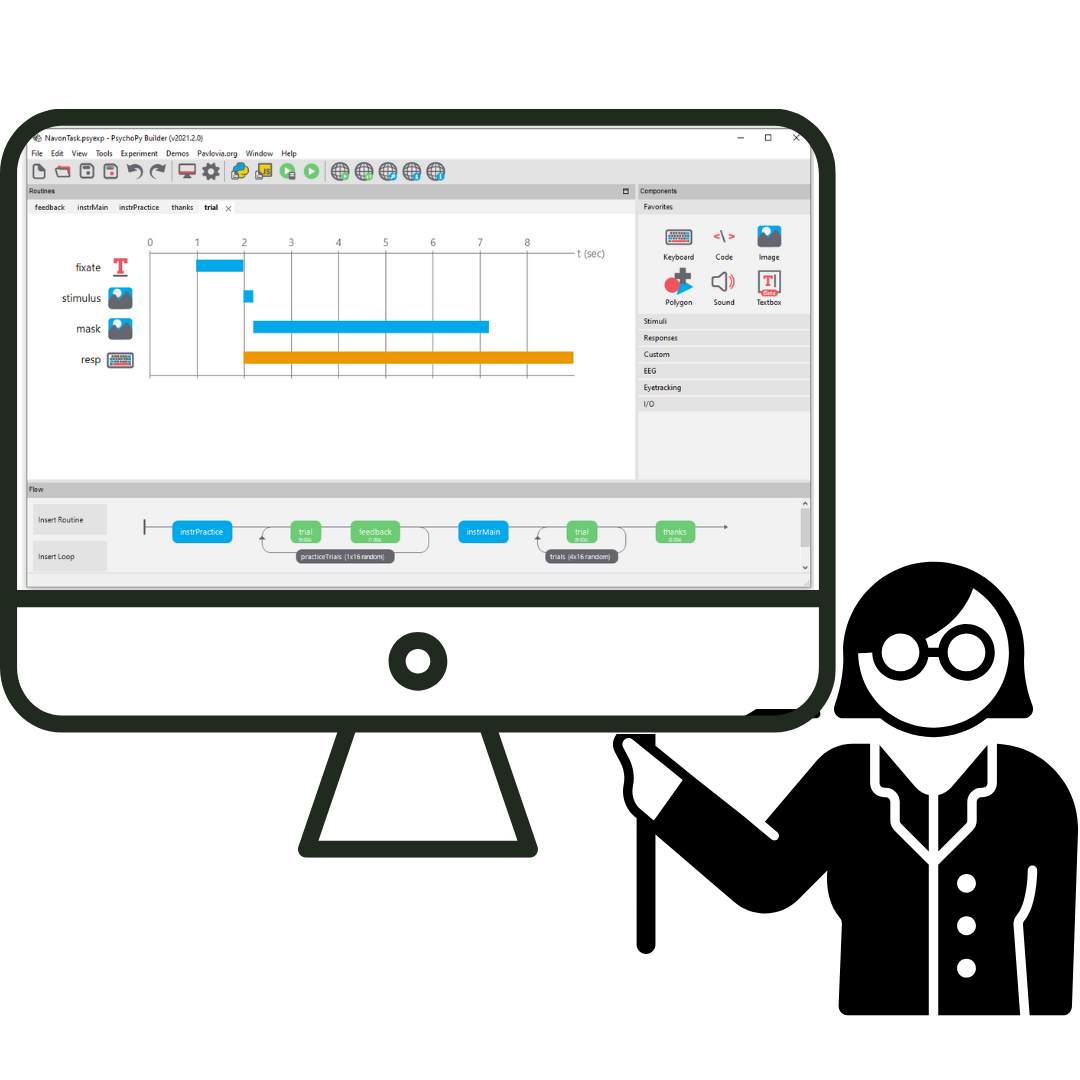 NavonTask.psyexp - PsychoPy Builder (v2021.2.0)
File Edit View Tools Experiment Demos Pavlovia.org Window Help
JS
Routines
feedback instrMain instrPractice thanks trial
0 1 2 3 4 5 6 7 8
t (sec)
fixate
stimulus
mask
resp
Components
Favorites
Keyboard Code Image
Polygon Sound Textbox
Stimuli
Responses
Custom
EEG
Eyetracking
I/O
Flow
Insert Routine
Insert Loop
instrPractice trial feedback instrMain trial thanks
practiceTrials (1x16 random) trials (4x16 random)